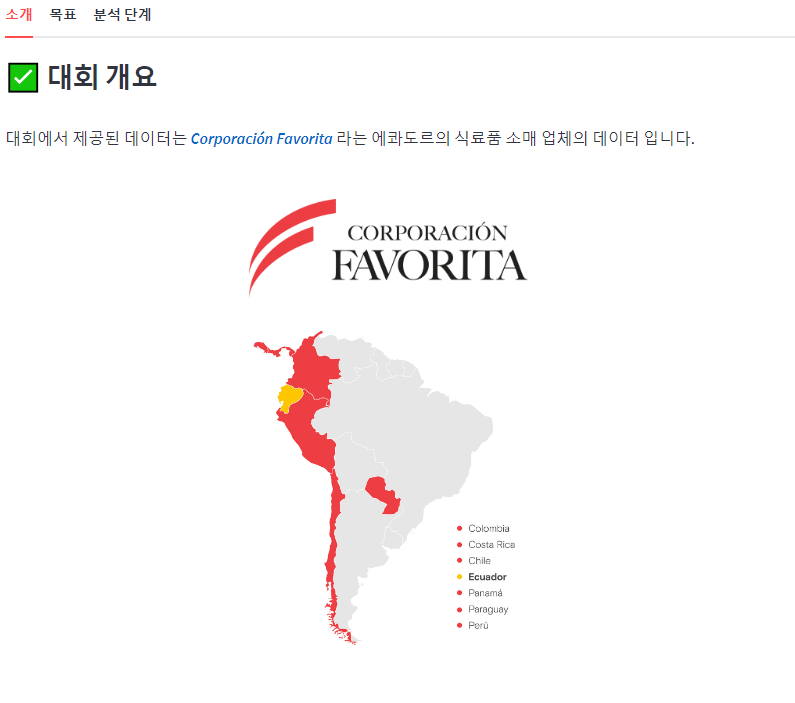 소개 목표 분석 단계
대회 개요
대회에서 제공된 데이터는 Corporación Favorita 라는 에콰도르의 식료품 소매 업체의 데이터 입니다.
CORPORACIÓN
FAVORITA
Colombia
Costa Rica
Chile
Ecuador
Panamá
Paraguay
Perú